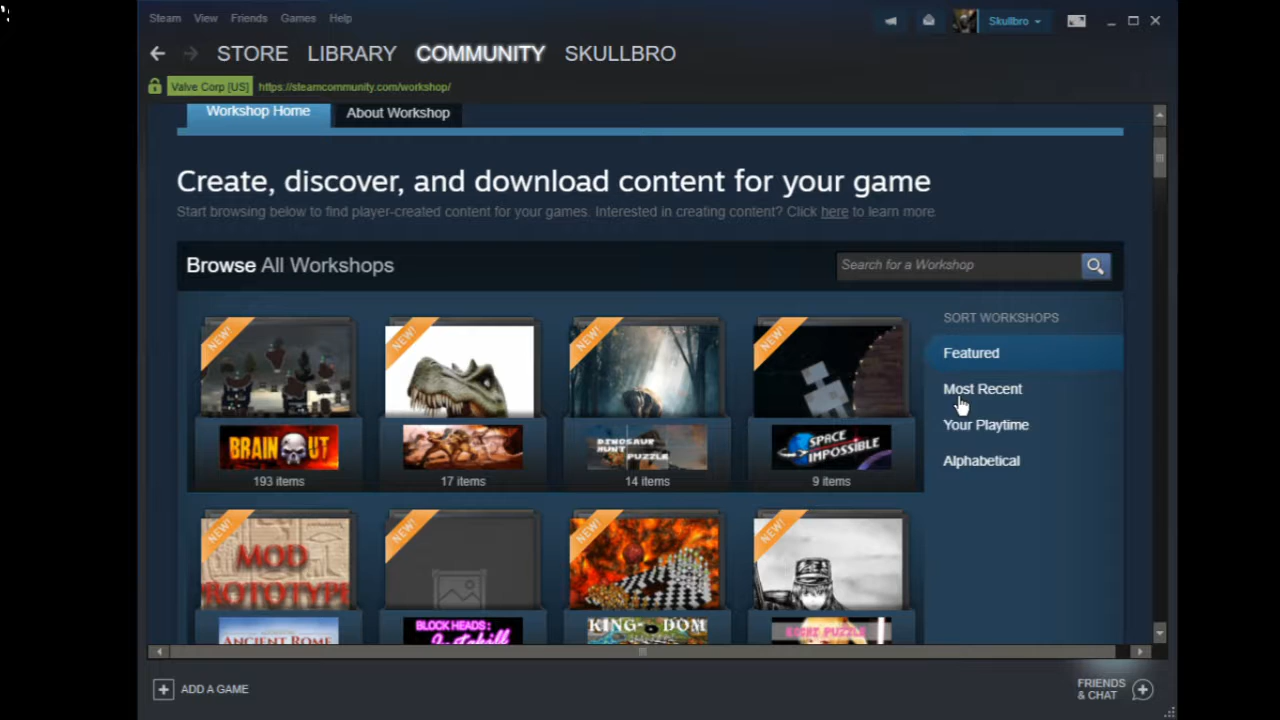 Steam View Friends Games Help
Skullbro
STORE LIBRARY COMMUNITY SKULLBRO
Valve Corp [US] https://steamcommunity.com/workshop/
Workshop Home About Workshop
Create, discover, and download content for your game
Start browsing below to find player-created content for your games. Interested in creating content? Click here to learn more
Browse All Workshops
Search for a Workshop
SORT WORKSHOPS
Featured
Most Recent
Your Playtime
Alphabetical
NEW! NEW! NEW! NEW!
BRAIN UT
DINOSAUR HUNT PUZZLE
SPACE IMPOSSIBLE
193 items 17 items 14 items 9 items
NEW! NEW! NEW! NEW!
MOD
PROTOTYPE
ANCIENT ROME
BLOCK HEADS:
Instakill
KING DOM
PUZZLE
ADD A GAME
FRIENDS
& CHAT